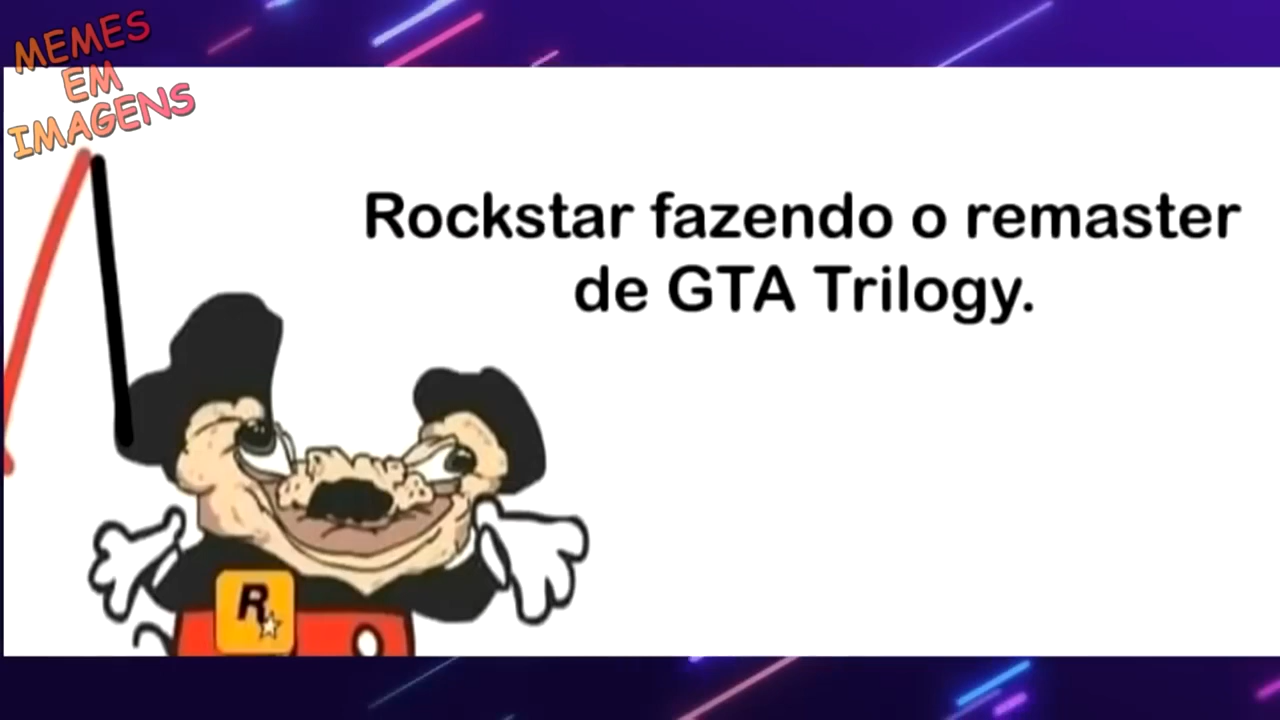 MEMES
EM
IMAGENS
Rockstar fazendo o remaster
de GTA Trilogy.
R